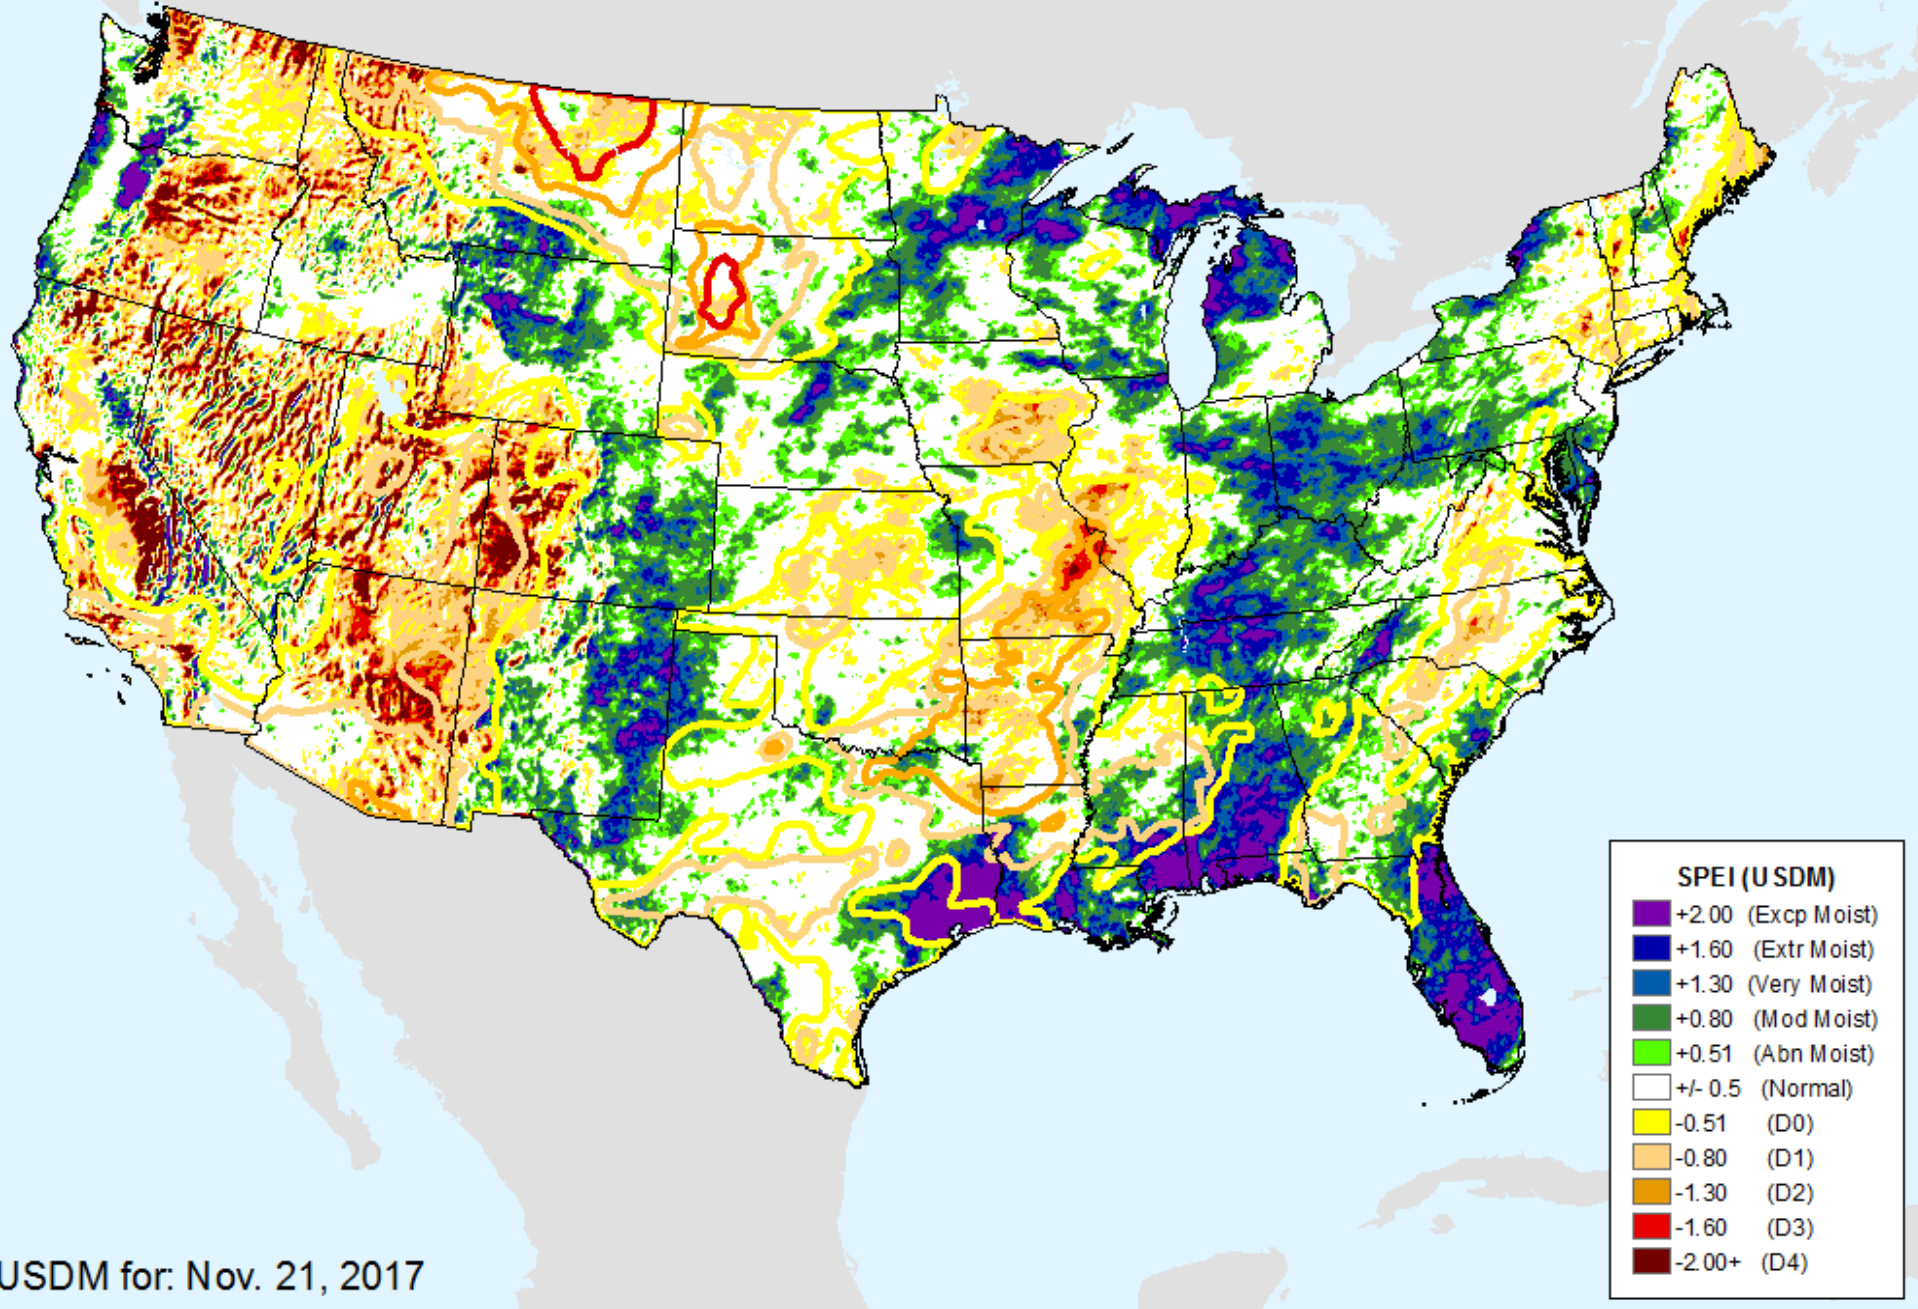 SPEI (USDM)
+2.00 (Excp Moist)
+1.60 (Extr Moist)
+1.30 (Very Moist)
+0.80 (Mod Moist)
+0.51 (Abn Moist)
+/- 0.5 (Normal)
-0.51 (D0)
-0.80 (D1)
-1.30 (D2)
-1.60 (D3)
-2.00+ (D4)
USDM for: Nov. 21, 2017